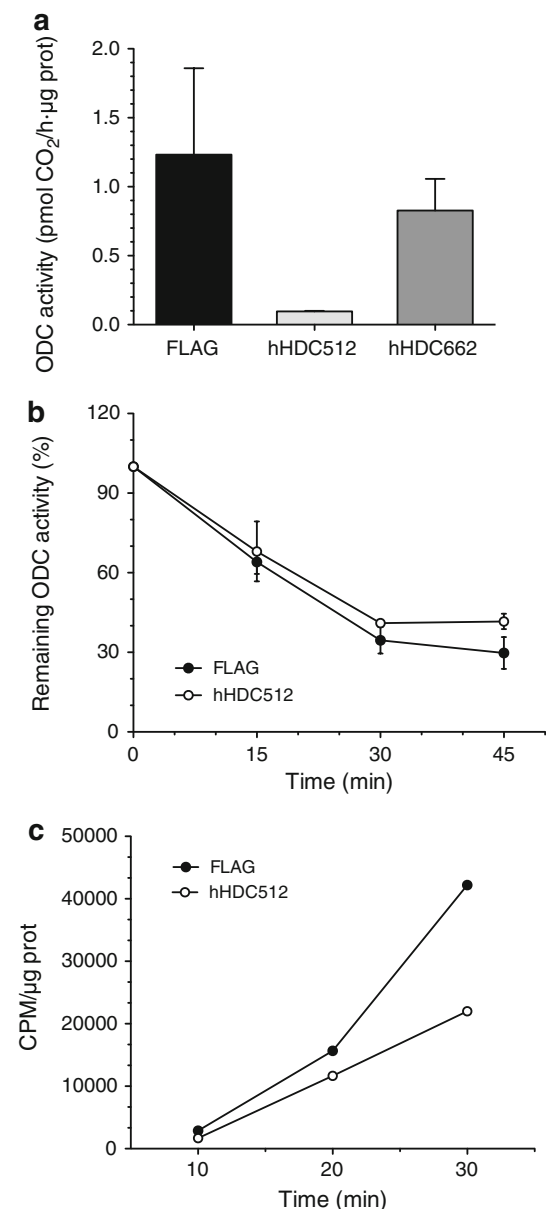 a
ODC activity (pmol CO₂/h·µg prot)
2.0
1.5
1.0
0.5
0.0
FLAG hHDC512 hHDC662
b
Remaining ODC activity (%)
120
90
60
30
0
FLAG
hHDC512
0 15 30 45
Time (min)
c
CPM/µg prot
50000
40000
30000
20000
10000
0
FLAG
hHDC512
10 20 30
Time (min)